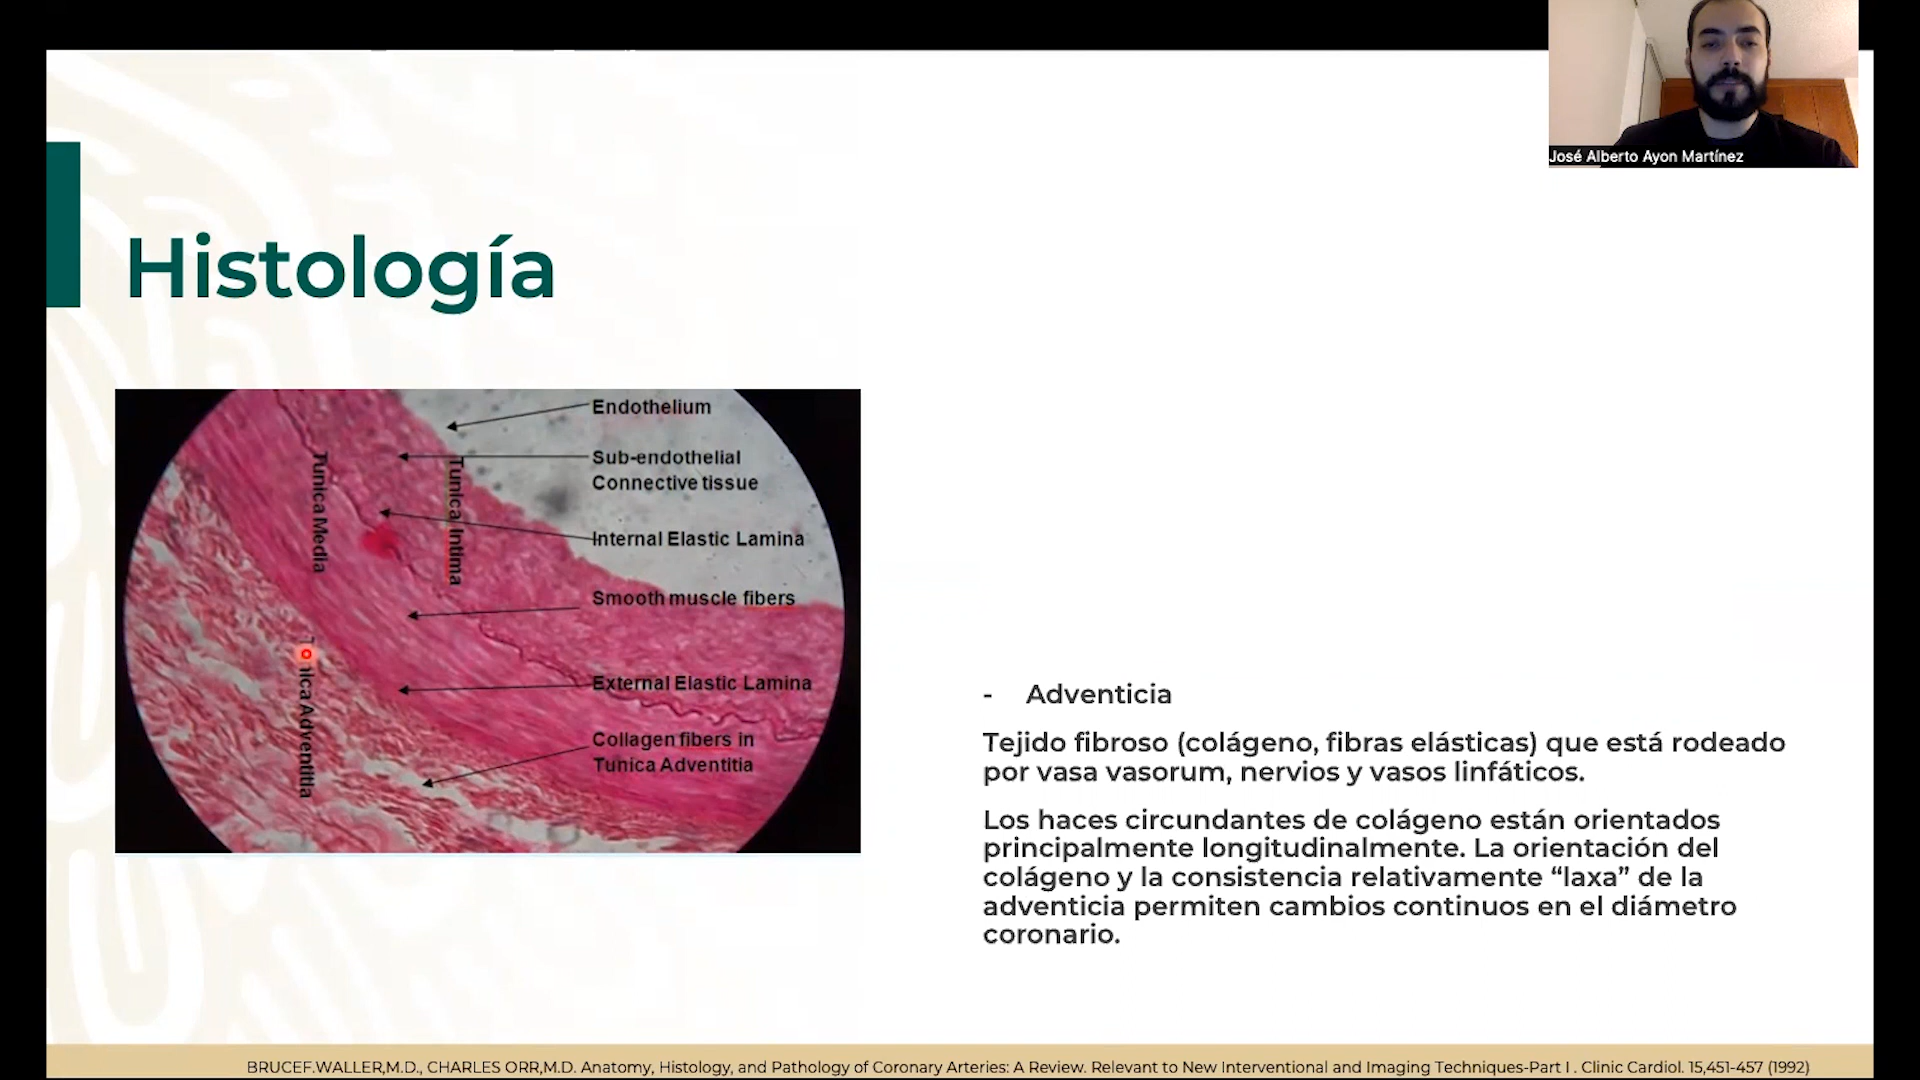 José Alberto Ayon Martínez
Histología
Endothelium
Sub-endothelial
Connective tissue
Internal Elastic Lamina
Smooth muscle fibers
External Elastic Lamina
Collagen fibers in
Tunica Adventitia
Tunica Media
Tunica Intima
Tunica Adventitia
- Adventicia
Tejido fibroso (colágeno, fibras elásticas) que está rodeado
por vasa vasorum, nervios y vasos linfáticos.
Los haces circundantes de colágeno están orientados
principalmente longitudinalmente. La orientación del
colágeno y la consistencia relativamente “laxa” de la
adventicia permiten cambios continuos en el diámetro
coronario.
BRUCEF.WALLER,M.D., CHARLES ORR,M.D. Anatomy, Histology, and Pathology of Coronary Arteries: A Review. Relevant to New Interventional and Imaging Techniques-Part I . Clinic Cardiol. 15,451-457 (1992)